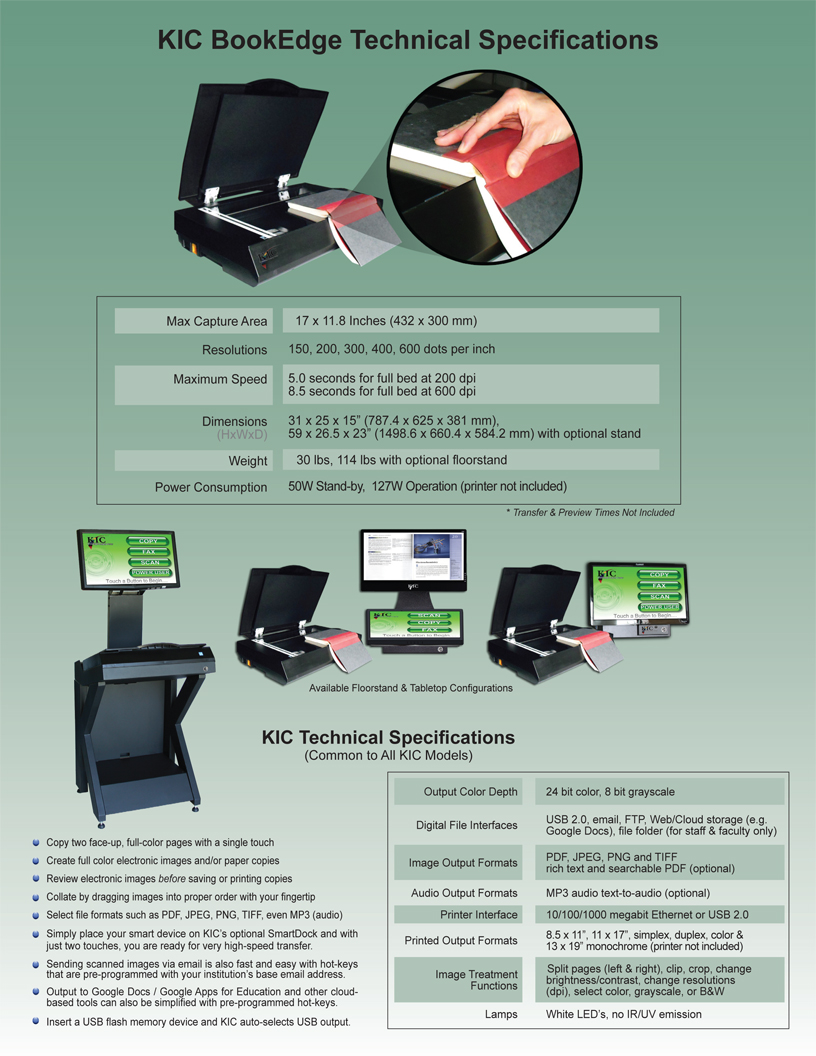 KIC BookEdge Technical Specifications
Max Capture Area 17 x 11.8 Inches (432 x 300 mm)
Resolutions 150, 200, 300, 400, 600 dots per inch
Maximum Speed 5.0 seconds for full bed at 200 dpi
8.5 seconds for full bed at 600 dpi
Dimensions 31 x 25 x 15” (787.4 x 625 x 381 mm),
(HxWxD) 59 x 26.5 x 23” (1498.6 x 660.4 x 584.2 mm) with optional stand
Weight 30 lbs, 114 lbs with optional floorstand
Power Consumption 50W Stand-by, 127W Operation (printer not included)
* Transfer & Preview Times Not Included
KIC
COPY
FAX
SCAN
POWER USER
Touch a Button to Begin
KIC
KIC
SCAN
COPY
FAX
Touch a Button to Begin
KIC
COPY
FAX
SCAN
POWER USER
Touch a Button to Begin
KIC
Available Floorstand & Tabletop Configurations
KIC Technical Specifications
(Common to All KIC Models)
Output Color Depth 24 bit color, 8 bit grayscale
Digital File Interfaces USB 2.0, email, FTP, Web/Cloud storage (e.g.
Google Docs), file folder (for staff & faculty only)
Image Output Formats PDF, JPEG, PNG and TIFF
rich text and searchable PDF (optional)
Audio Output Formats MP3 audio text-to-audio (optional)
Printer Interface 10/100/1000 megabit Ethernet or USB 2.0
Printed Output Formats 8.5 x 11”, 11 x 17”, simplex, duplex, color &
13 x 19” monochrome (printer not included)
Image Treatment Functions Split pages (left & right), clip, crop, change
brightness/contrast, change resolutions
(dpi), select color, grayscale, or B&W
Lamps White LED’s, no IR/UV emission
Copy two face-up, full-color pages with a single touch
Create full color electronic images and/or paper copies
Review electronic images before saving or printing copies
Collate by dragging images into proper order with your fingertip
Select file formats such as PDF, JPEG, PNG, TIFF, even MP3 (audio)
Simply place your smart device on KIC’s optional SmartDock and with
just two touches, you are ready for very high-speed transfer.
Sending scanned images via email is also fast and easy with hot-keys
that are pre-programmed with your institution’s base email address.
Output to Google Docs / Google Apps for Education and other cloud-
based tools can also be simplified with pre-programmed hot-keys.
Insert a USB flash memory device and KIC auto-selects USB output.